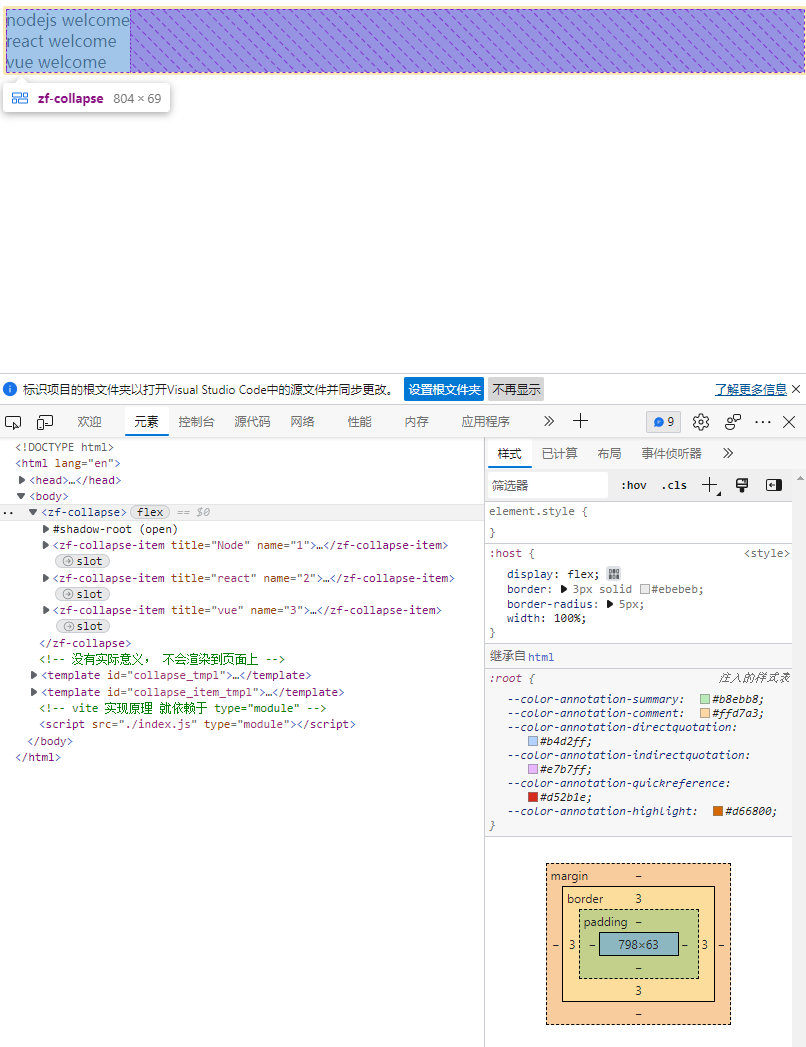 nodejs welcome
react welcome
vue welcome
zf-collapse 804 × 69
标识项目的根文件夹以打开Visual Studio Code中的源文件并同步更改。 设置根文件夹 不再显示 了解更多信息
欢迎 元素 控制台 源代码 网络 性能 内存 应用程序 9
<!DOCTYPE html>
<html lang="en">
<head>…</head>
<body>
<zf-collapse> flex == $0
#shadow-root (open)
<zf-collapse-item title="Node" name="1">…</zf-collapse-item>
slot
<zf-collapse-item title="react" name="2">…</zf-collapse-item>
slot
<zf-collapse-item title="vue" name="3">…</zf-collapse-item>
slot
</zf-collapse>
<!-- 没有实际意义， 不会渲染到页面上 -->
<template id="collapse_tmpl">…</template>
<template id="collapse_item_tmpl">…</template>
<!-- vite 实现原理 就依赖于 type="module" -->
<script src="./index.js" type="module"></script>
</body>
</html>
样式 已计算 布局 事件侦听器
筛选器 :hov .cls
element.style {
}
:host { <style>
display: flex;
border: 3px solid #ebebeb;
border-radius: 5px;
width: 100%;
}
继承自 html
:root { 注入的样式表
--color-annotation-summary: #b8ebb8;
--color-annotation-comment: #ffd7a3;
--color-annotation-directquotation:
#b4d2ff;
--color-annotation-indirectquotation:
#e7b7ff;
--color-annotation-quickreference:
#d52b1e;
--color-annotation-highlight: #d66800;
}
margin –
border 3
padding –
– 3 – 798×63 – 3 –
–
3
–